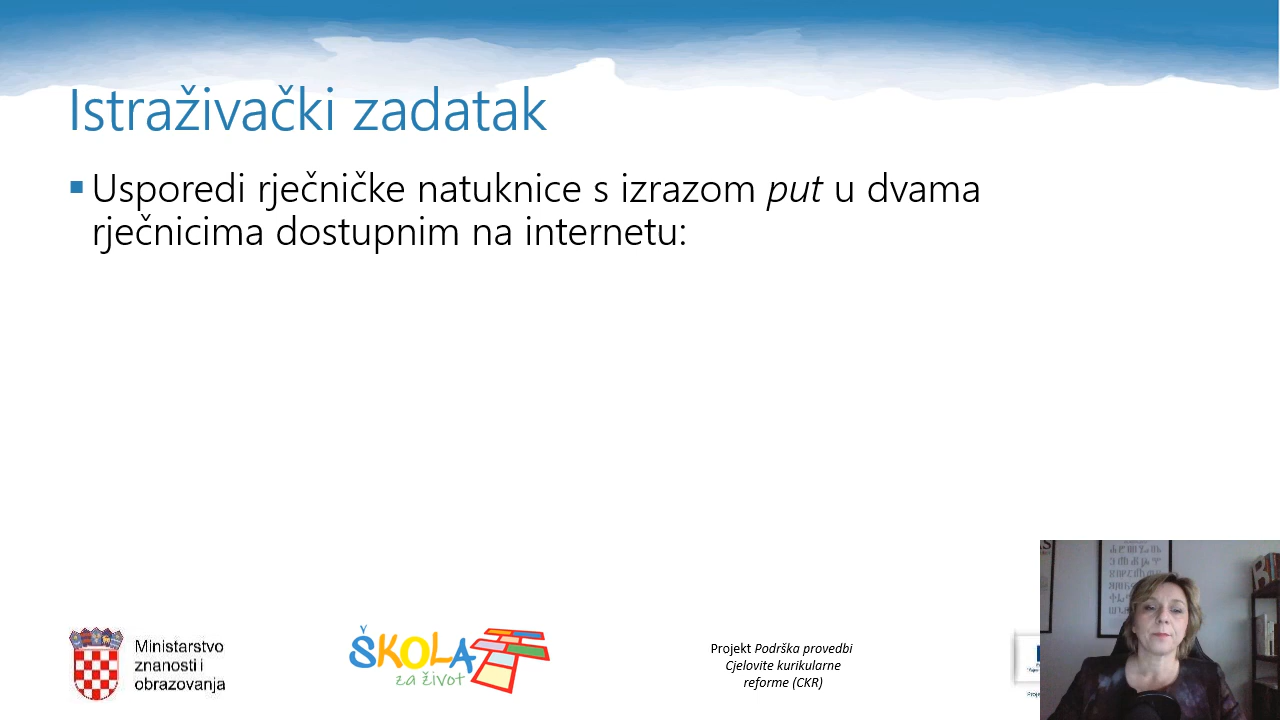 Istraživački zadatak
Usporedi rječničke natuknice s izrazom put u dvama
rječnicima dostupnim na internetu:
Ministarstvo
znanosti i
obrazovanja
ŠKOLA
za život
Projekt Podrška provedbi
Cjelovite kurikularne
reforme (CKR)